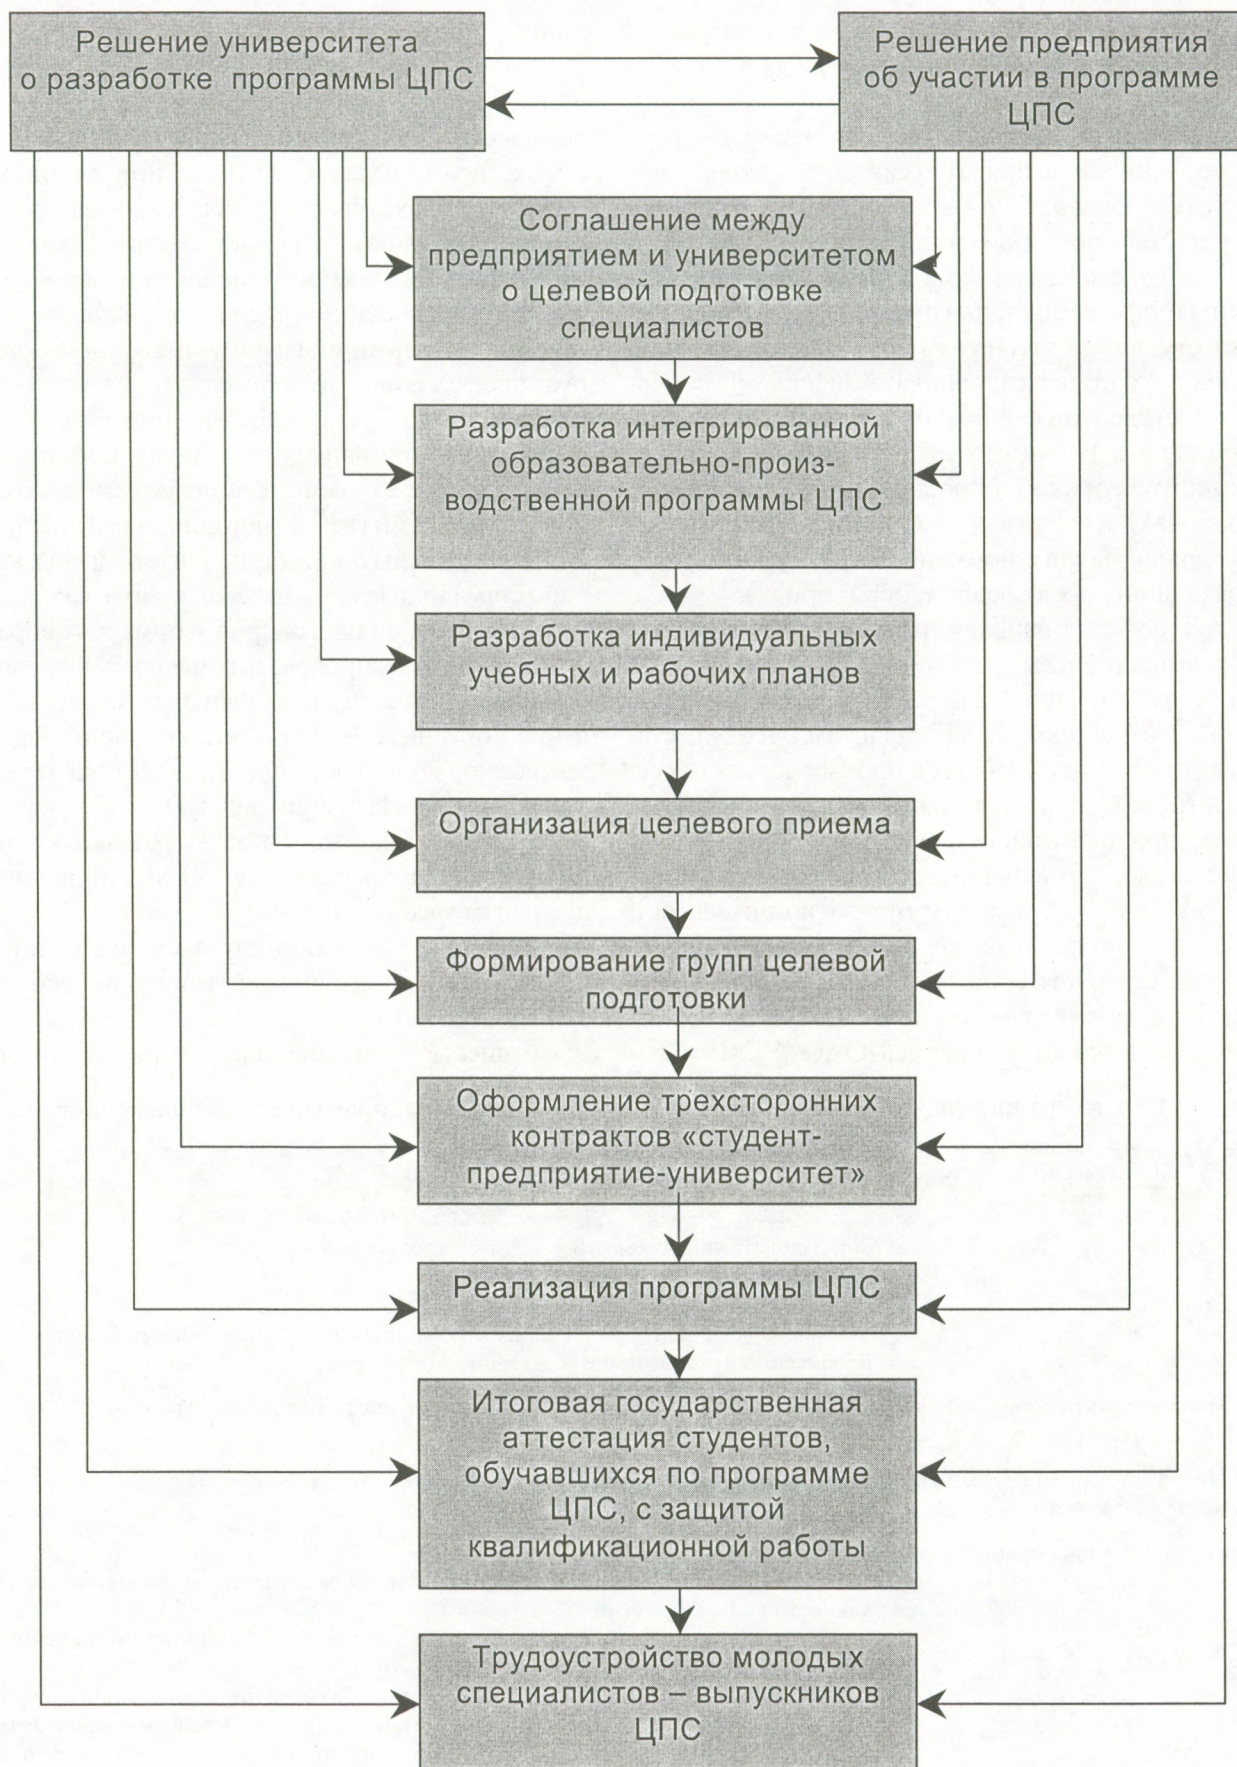 Решение университета
о разработке программы ЦПС
Решение предприятия
об участии в программе
ЦПС
Соглашение между
предприятием и университетом
о целевой подготовке
специалистов
Разработка интегрированной
образовательно-произ-
водственной программы ЦПС
Разработка индивидуальных
учебных и рабочих планов
Организация целевого приема
Формирование групп целевой
подготовки
Оформление трехсторонних
контрактов «студент-
предприятие-университет»
Реализация программы ЦПС
Итоговая государственная
аттестация студентов,
обучавшихся по программе
ЦПС, с защитой
квалификационной работы
Трудоустройство молодых
специалистов – выпускников
ЦПС